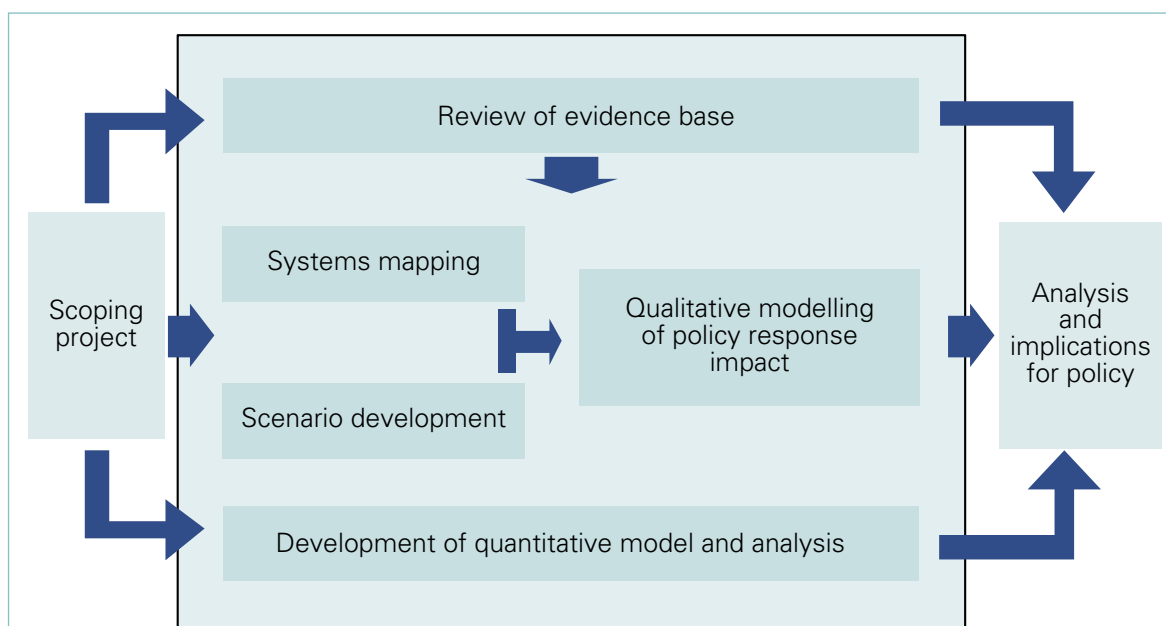 Review of evidence base
Scoping
project
Systems mapping
Scenario development
Qualitative modelling
of policy response
impact
Analysis
and
implications
for policy
Development of quantitative model and analysis